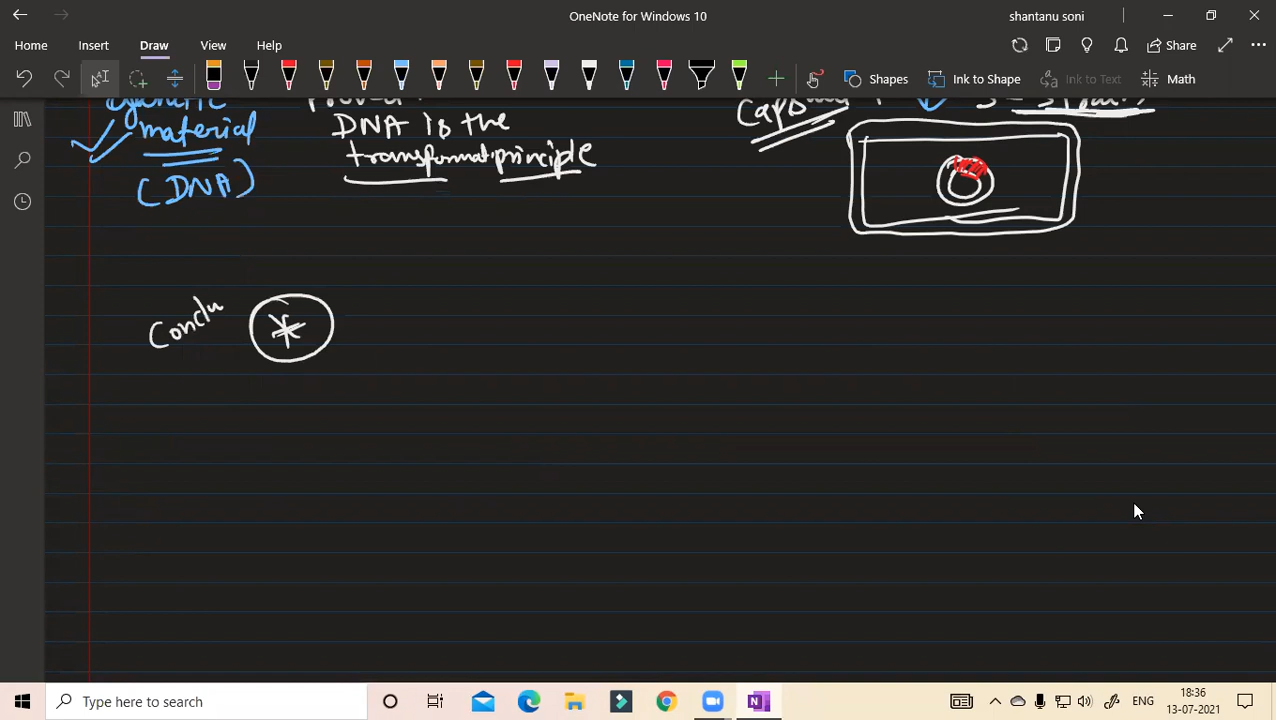 OneNote for Windows 10
shantanu soni
Home Insert Draw View Help
Share
Shapes
Ink to Shape
Ink to Text
Math
material
(DNA)
DNA is the
transformat. principle
Conclu
Type here to search
ENG
18:36
13-07-2021